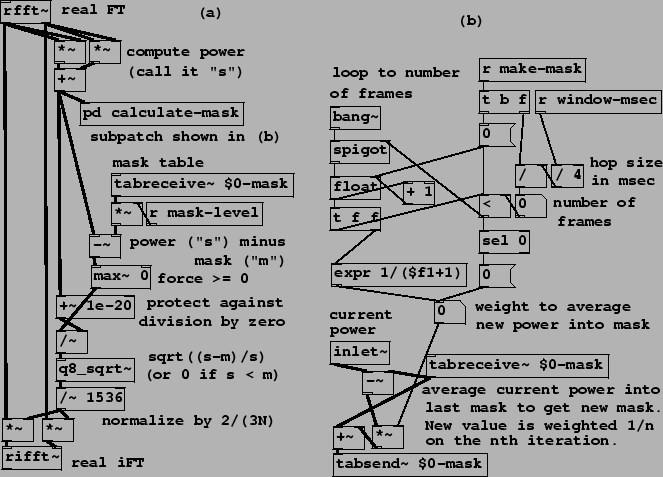 rfft~ real FT (a)
*~ *~ compute power
(call it "s")
+~
pd calculate-mask
subpatch shown in (b)
mask table
tabreceive~ $0-mask
*~ r mask-level
-~ power ("s") minus
mask ("m")
max~ 0 force >= 0
+~ 1e-20 protect against
division by zero
/~
sqrt((s-m)/s)
q8_sqrt~ (or 0 if s < m)
/~ 1536
normalize by 2/(3N)
*~ *~
rifft~ real iFT
(b)
loop to number
of frames
r make-mask
t b f r window-msec
bang~
0
spigot
/ / 4 hop size
in msec
float + 1
< 0 number of
frames
t f f
sel 0
expr 1/($f1+1)
0
0 weight to average
new power into mask
current
power
inlet~
tabreceive~ $0-mask
-~
average current power into
last mask to get new mask.
New value is weighted 1/n
on the nth iteration.
+~ *~
tabsend~ $0-mask